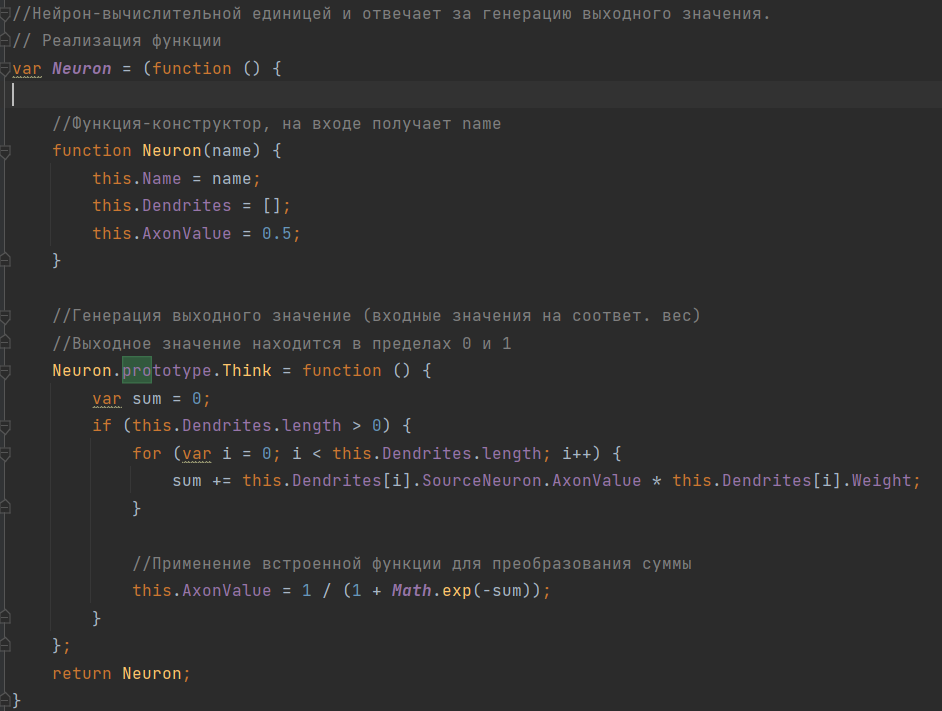 //Нейрон-вычислительной единицей и отвечает за генерацию выходного значения.
// Реализация функции
var Neuron = (function () {
//Функция-конструктор, на входе получает name
function Neuron(name) {
this.Name = name;
this.Dendrites = [];
this.AxonValue = 0.5;
}
//Генерация выходного значение (входные значения на соответ. вес)
//Выходное значение находится в пределах 0 и 1
Neuron.prototype.Think = function () {
var sum = 0;
if (this.Dendrites.length > 0) {
for (var i = 0; i < this.Dendrites.length; i++) {
sum += this.Dendrites[i].SourceNeuron.AxonValue * this.Dendrites[i].Weight;
}
//Применение встроенной функции для преобразования суммы
this.AxonValue = 1 / (1 + Math.exp(-sum));
}
};
return Neuron;
}